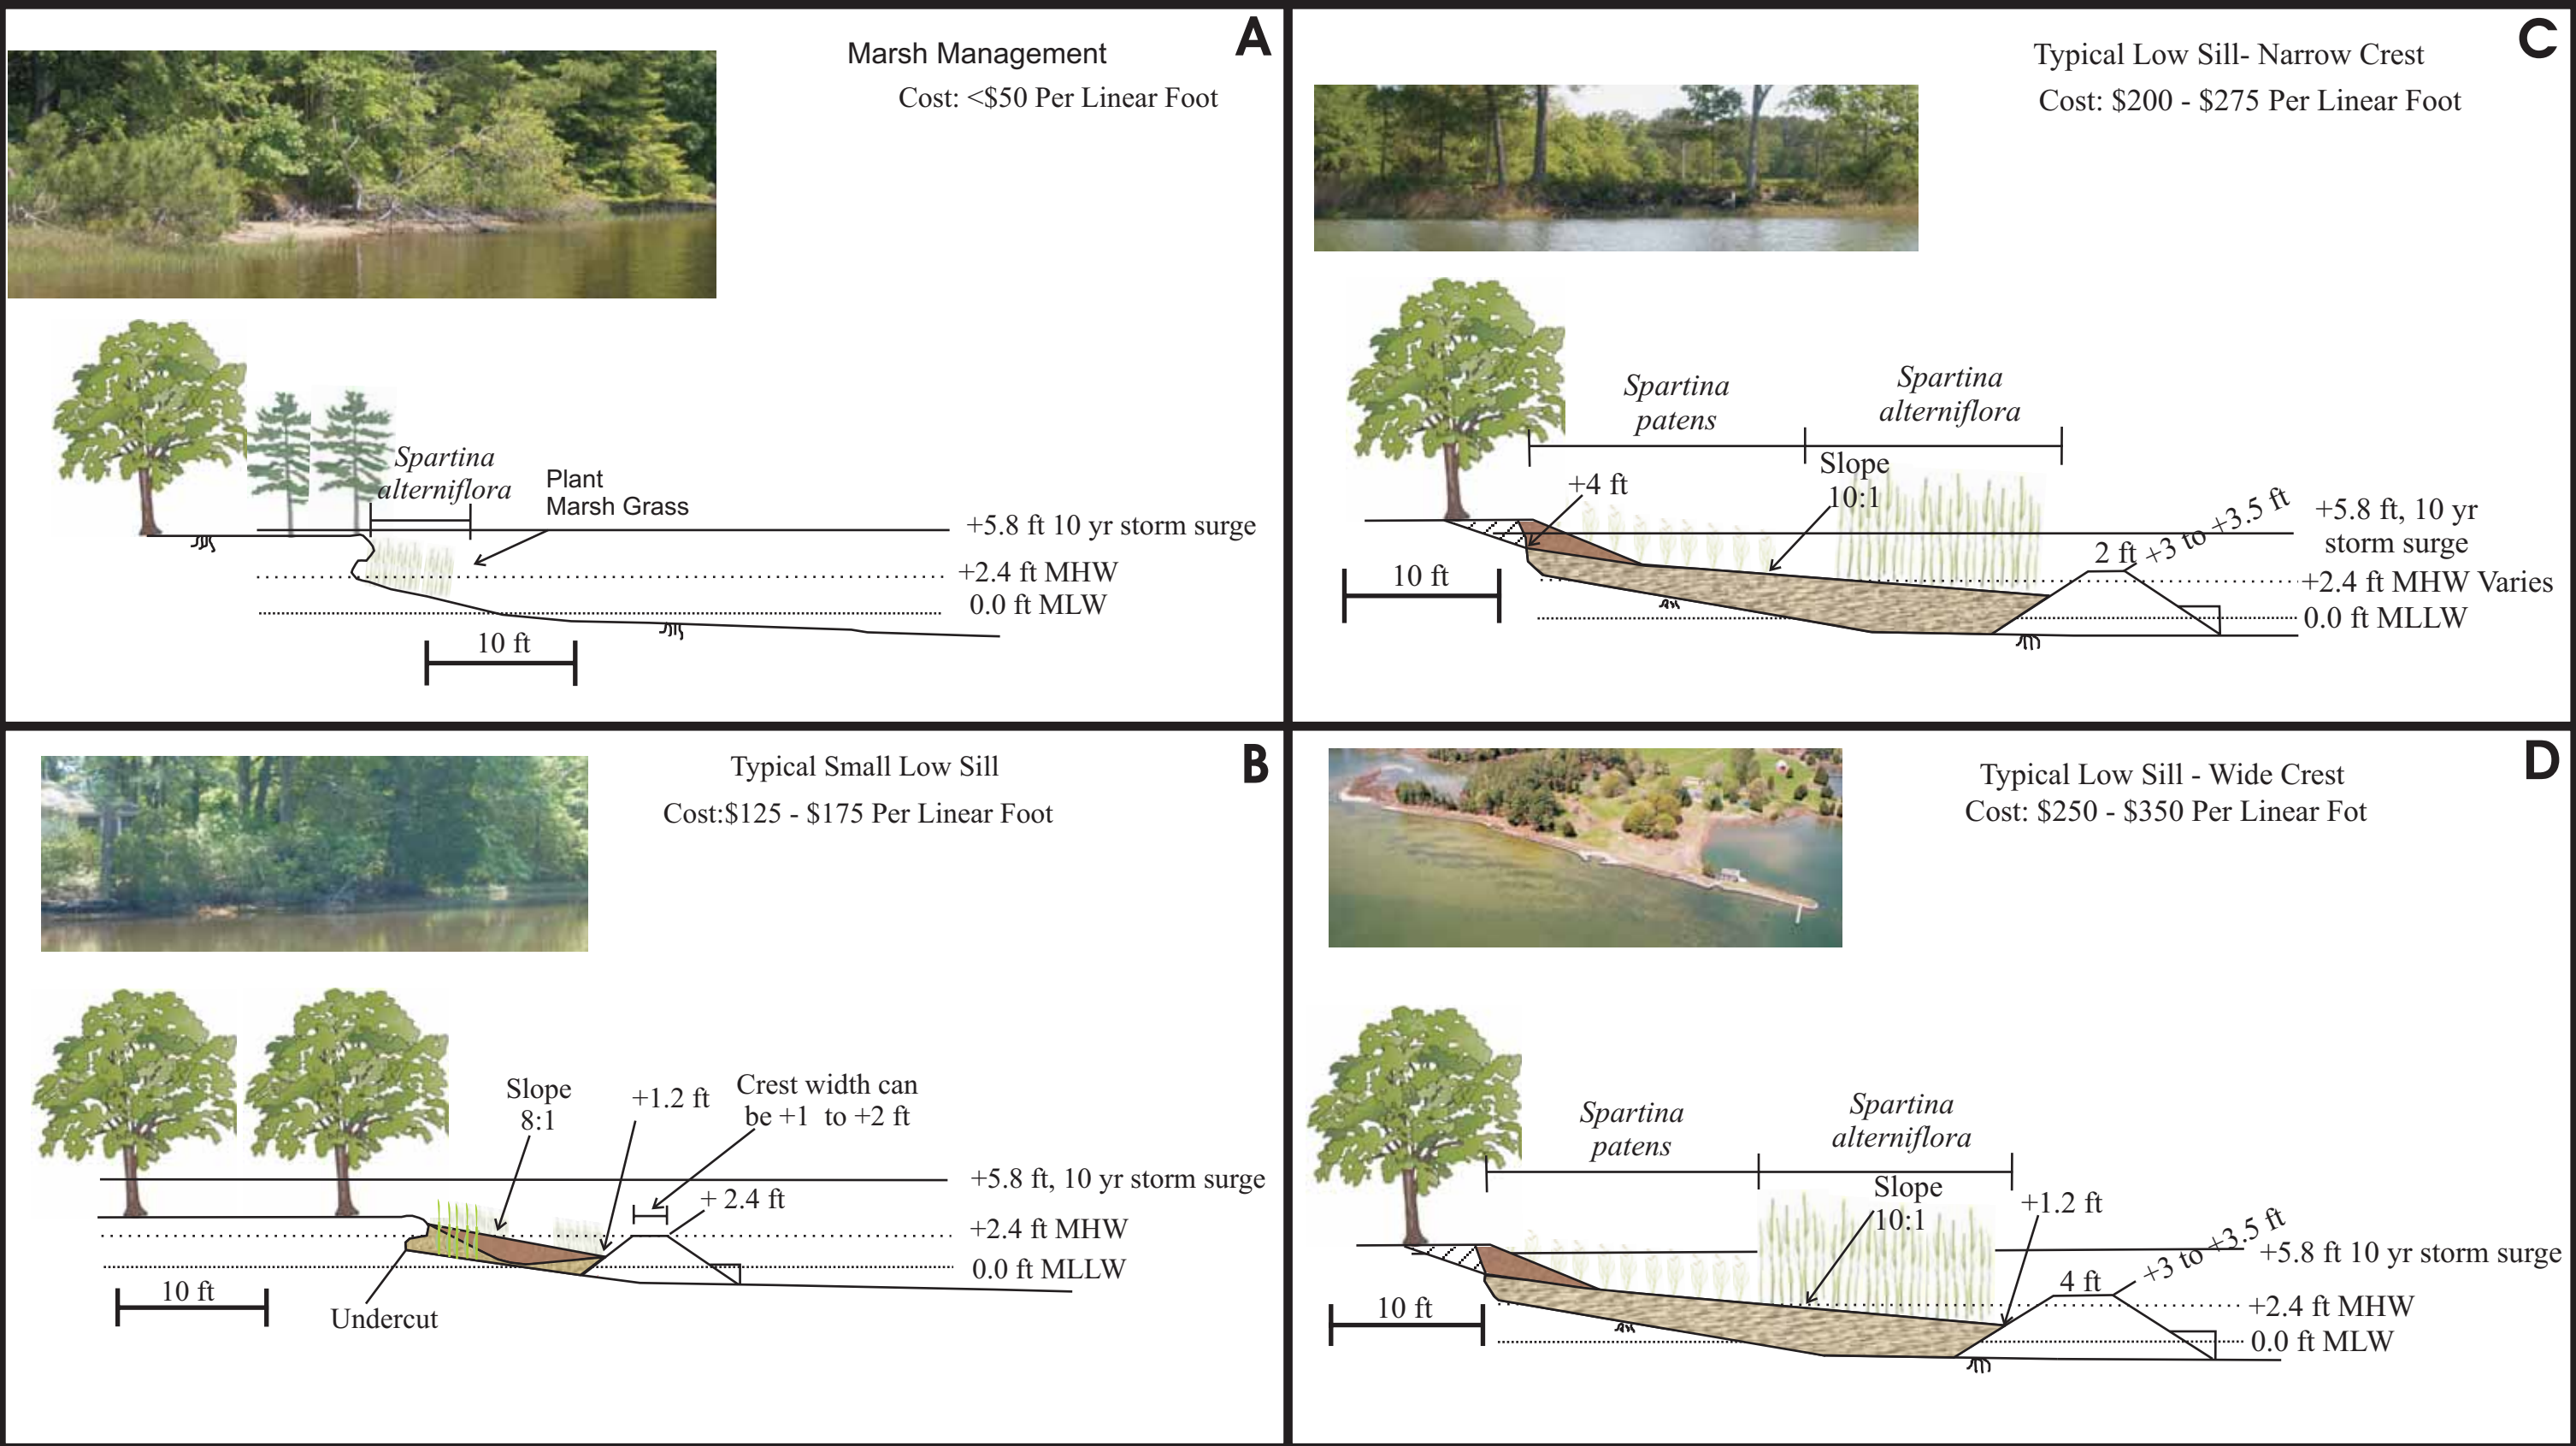 A
Marsh Management
Cost: <$50 Per Linear Foot
Spartina
alterniflora
Plant
Marsh Grass
+5.8 ft 10 yr storm surge
+2.4 ft MHW
0.0 ft MLW
10 ft
C
Typical Low Sill- Narrow Crest
Cost: $200 - $275 Per Linear Foot
Spartina
patens
Spartina
alterniflora
Slope
10:1
+4 ft
10 ft
2 ft
+3 to +3.5 ft
+5.8 ft, 10 yr
storm surge
+2.4 ft MHW Varies
0.0 ft MLLW
B
Typical Small Low Sill
Cost:$125 - $175 Per Linear Foot
Slope
8:1
+1.2 ft
Crest width can
be +1 to +2 ft
+ 2.4 ft
+5.8 ft, 10 yr storm surge
+2.4 ft MHW
0.0 ft MLLW
10 ft
Undercut
D
Typical Low Sill - Wide Crest
Cost: $250 - $350 Per Linear Fot
Spartina
patens
Spartina
alterniflora
Slope
10:1
+1.2 ft
10 ft
4 ft
+3 to +3.5 ft
+5.8 ft 10 yr storm surge
+2.4 ft MHW
0.0 ft MLW